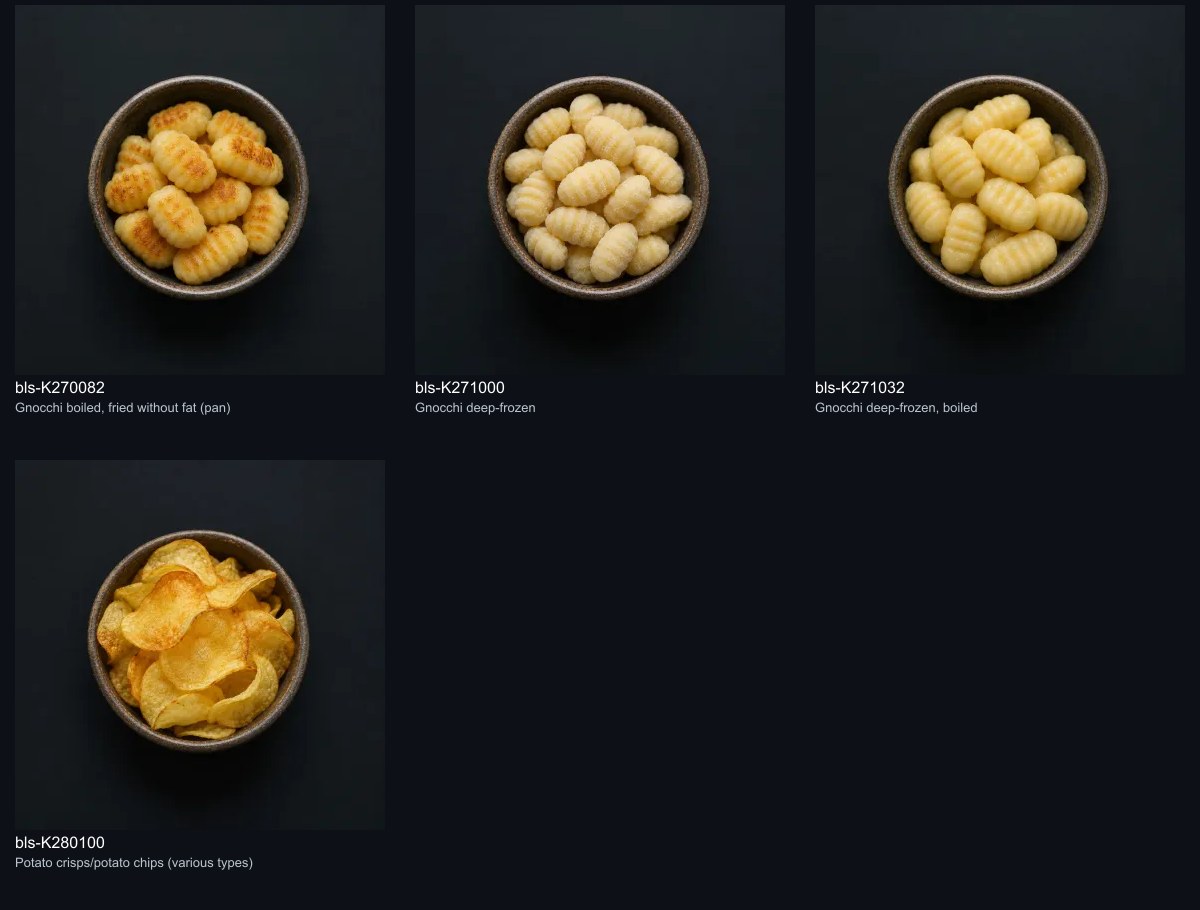 bls-K270082
Gnocchi boiled, fried without fat (pan)
bls-K271000
Gnocchi deep-frozen
bls-K271032
Gnocchi deep-frozen, boiled
bls-K280100
Potato crisps/potato chips (various types)